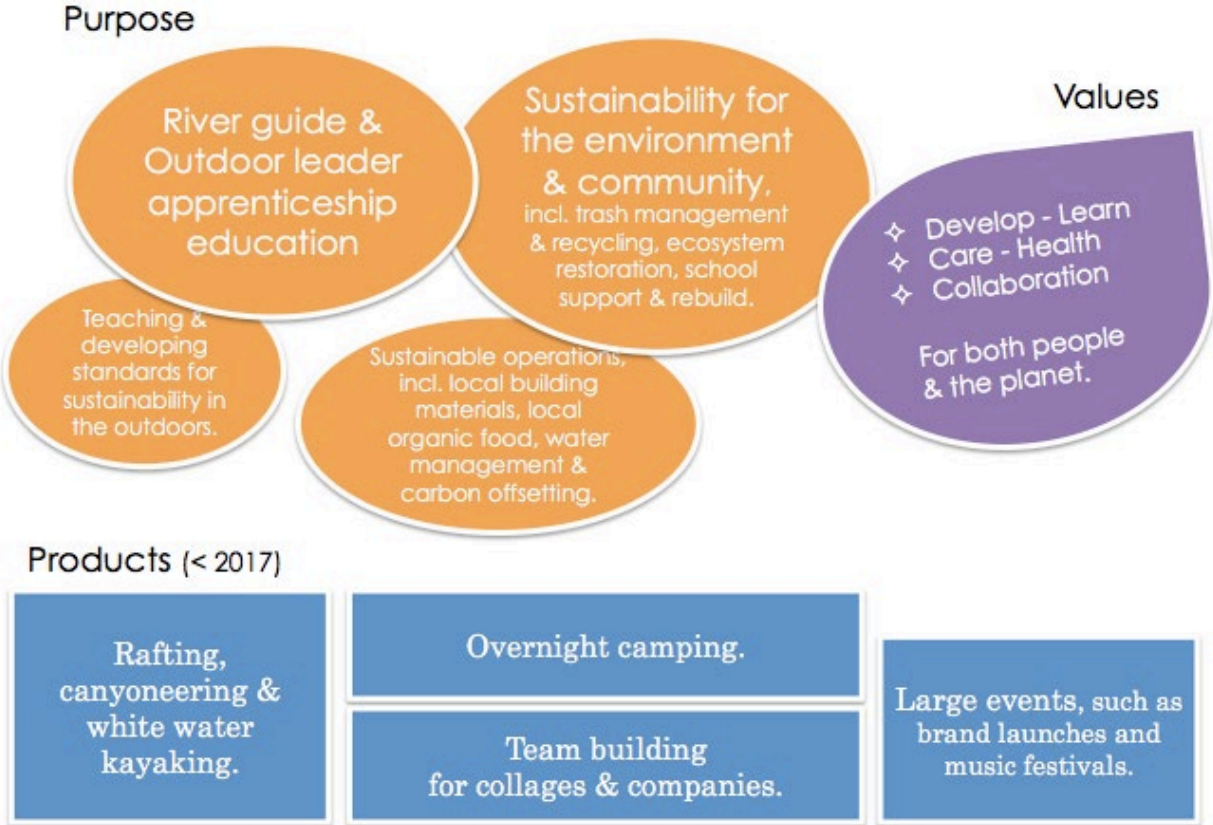 Purpose
River guide &
Outdoor leader
apprenticeship
education
Sustainability for
the environment
& community,
incl. trash management
& recycling, ecosystem
restoration, school
support & rebuild.
Values
✧ Develop - Learn
✧ Care - Health
✧ Collaboration
For both people
& the planet.
Teaching &
developing
standards for
sustainability in
the outdoors.
Sustainable operations,
incl. local building
materials, local
organic food, water
management &
carbon offsetting.
Products (< 2017)
Rafting,
canyoneering &
white water
kayaking.
Overnight camping.
Team building
for collages & companies.
Large events, such as
brand launches and
music festivals.